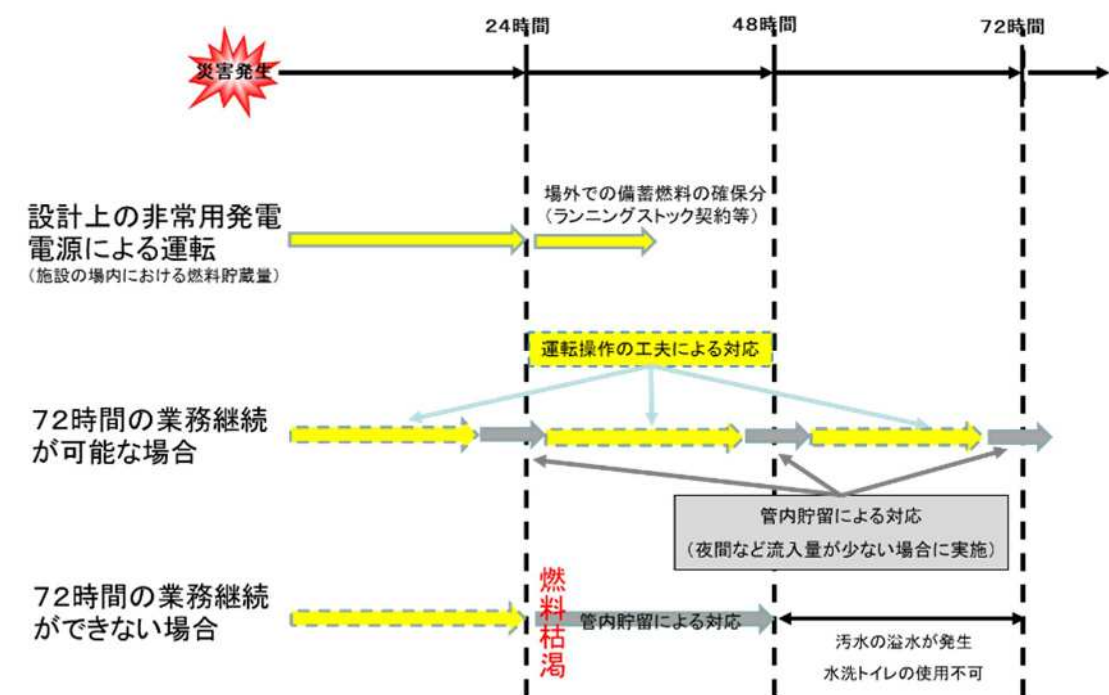 24時間
48時間
72時間
災害発生
場外での備蓄燃料の確保分
(ランニングストック契約等)
設計上の非常用発電
電源による運転
(施設の場内における燃料貯蔵量)
運転操作の工夫による対応
72時間の業務継続
が可能な場合
管内貯留による対応
(夜間など流入量が少ない場合に実施)
72時間の業務継続
ができない場合
燃料枯渇
管内貯留による対応
汚水の溢水が発生
水洗トイレの使用不可